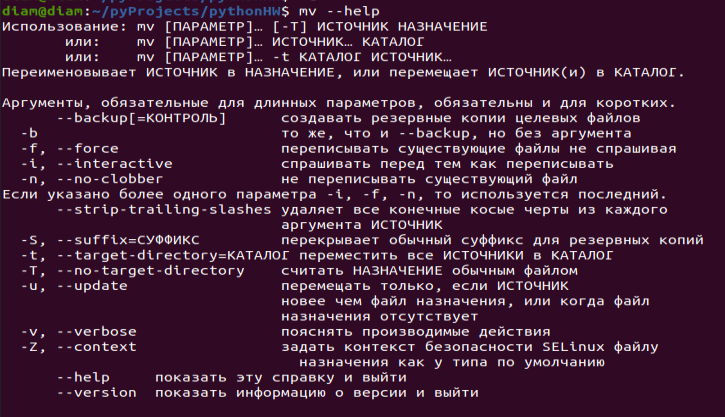 diam@diam:~/pyProjects/pythonHW$ mv --help
Использование: mv [ПАРАМЕТР]… [-T] ИСТОЧНИК НАЗНАЧЕНИЕ
       или:    mv [ПАРАМЕТР]… ИСТОЧНИК… КАТАЛОГ
       или:    mv [ПАРАМЕТР]… -t КАТАЛОГ ИСТОЧНИК…
Переименовывает ИСТОЧНИК в НАЗНАЧЕНИЕ, или перемещает ИСТОЧНИК(и) в КАТАЛОГ.

Аргументы, обязательные для длинных параметров, обязательны и для коротких.
      --backup[=КОНТРОЛЬ]      создавать резервные копии целевых файлов
  -b                           то же, что и --backup, но без аргумента
  -f, --force                  переписывать существующие файлы не спрашивая
  -i, --interactive            спрашивать перед тем как переписывать
  -n, --no-clobber             не переписывать существующий файл
Если указано более одного параметра -i, -f, -n, то используется последний.
      --strip-trailing-slashes удаляет все конечные косые черты из каждого
                               аргумента ИСТОЧНИК
  -S, --suffix=СУФФИКС         перекрывает обычный суффикс для резервных копий
  -t, --target-directory=КАТАЛОГ переместить все ИСТОЧНИКИ в КАТАЛОГ
  -T, --no-target-directory    считать НАЗНАЧЕНИЕ обычным файлом
  -u, --update                 перемещать только, если ИСТОЧНИК
                               новее чем файл назначения, или когда файл
                               назначения отсутствует
  -v, --verbose                пояснять производимые действия
  -Z, --context                задать контекст безопасности SELinux файлу
                                 назначения как у типа по умолчанию
      --help     показать эту справку и выйти
      --version  показать информацию о версии и выйти